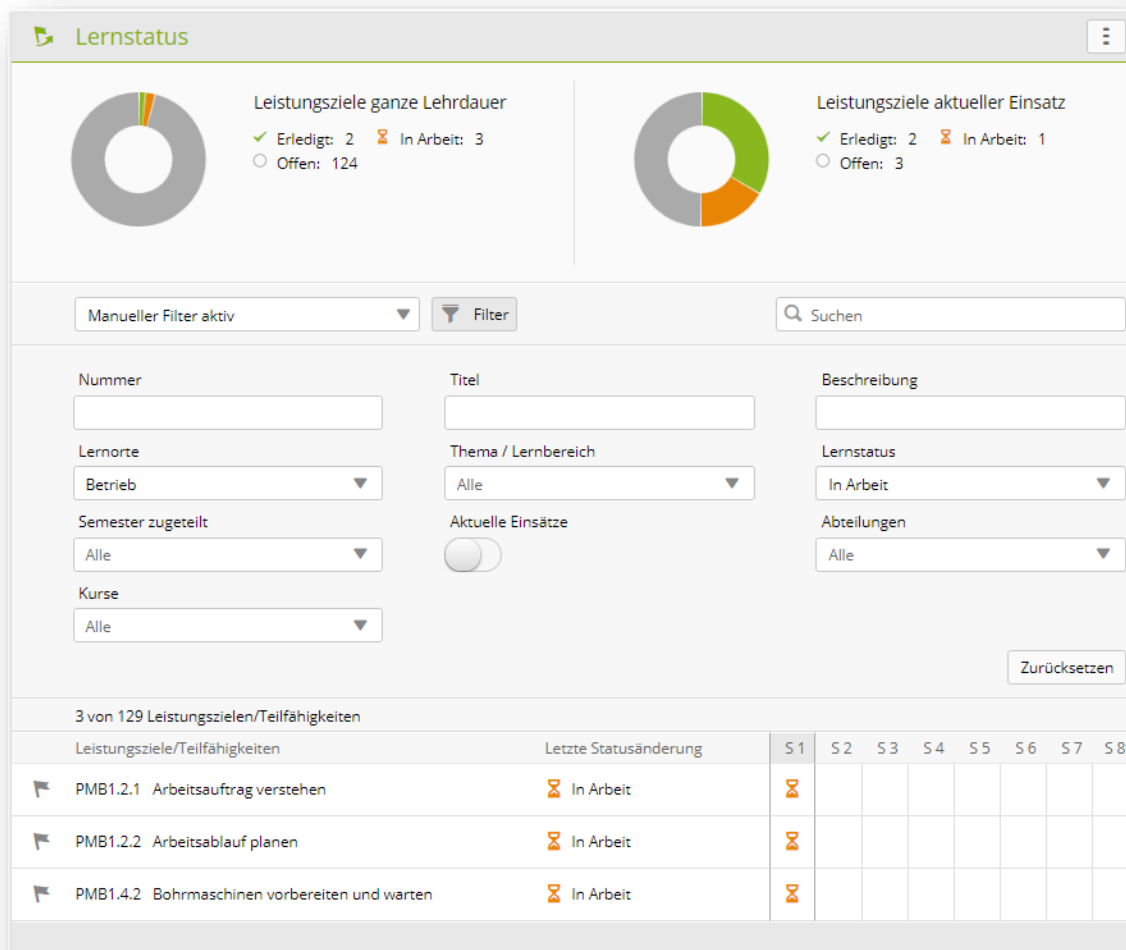 Lernstatus
Leistungsziele ganze Lehrdauer
Erledigt: 2 In Arbeit: 3
Offen: 124
Leistungsziele aktueller Einsatz
Erledigt: 2 In Arbeit: 1
Offen: 3
Manueller Filter aktiv Filter Suchen
Nummer Titel Beschreibung
Lernorte Thema / Lernbereich Lernstatus
Betrieb Alle In Arbeit
Semester zugeteilt Aktuelle Einsätze Abteilungen
Alle Alle
Kurse
Alle
Zurücksetzen
3 von 129 Leistungszielen/Teilfähigkeiten
Leistungsziele/Teilfähigkeiten Letzte Statusänderung S 1 S 2 S 3 S 4 S 5 S 6 S 7 S 8
PMB1.2.1 Arbeitsauftrag verstehen In Arbeit
PMB1.2.2 Arbeitsablauf planen In Arbeit
PMB1.4.2 Bohrmaschinen vorbereiten und warten In Arbeit